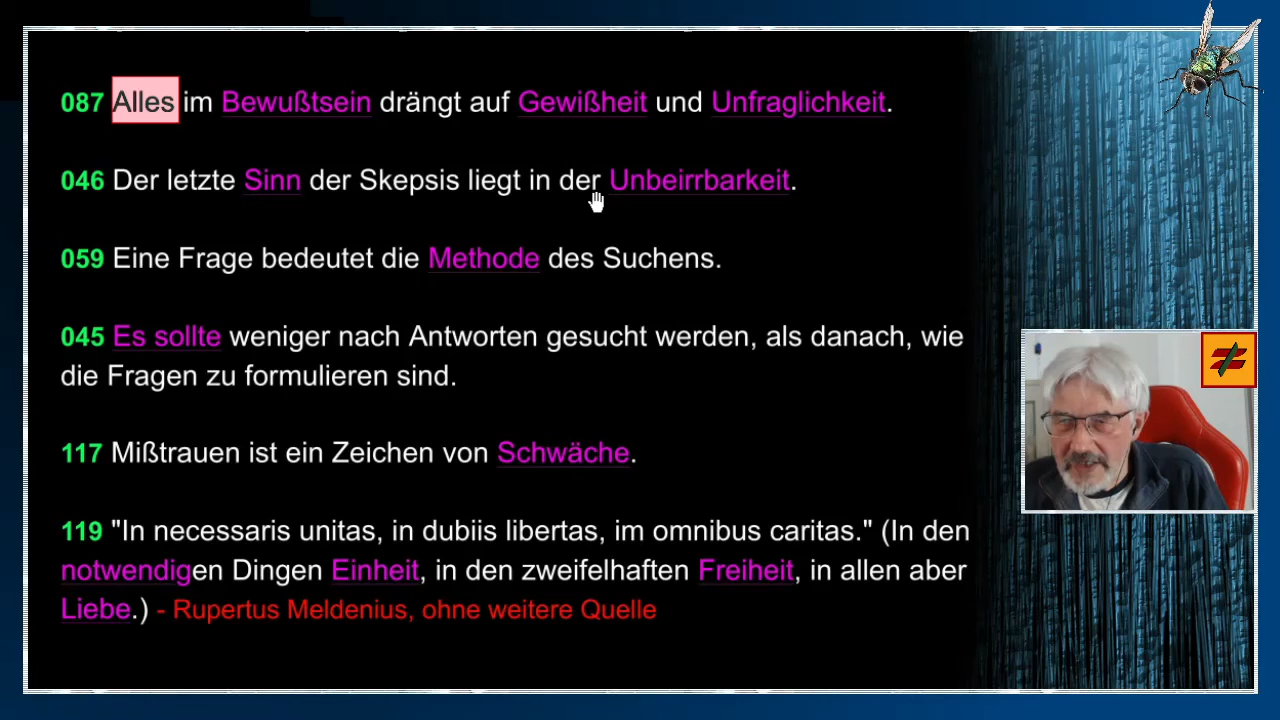 087 Alles im Bewußtsein drängt auf Gewißheit und Unfraglichkeit.
046 Der letzte Sinn der Skepsis liegt in der Unbeirrbarkeit.
059 Eine Frage bedeutet die Methode des Suchens.
045 Es sollte weniger nach Antworten gesucht werden, als danach, wie
die Fragen zu formulieren sind.
117 Mißtrauen ist ein Zeichen von Schwäche.
119 "In necessaris unitas, in dubiis libertas, im omnibus caritas." (In den
notwendigen Dingen Einheit, in den zweifelhaften Freiheit, in allen aber
Liebe.) - Rupertus Meldenius, ohne weitere Quelle